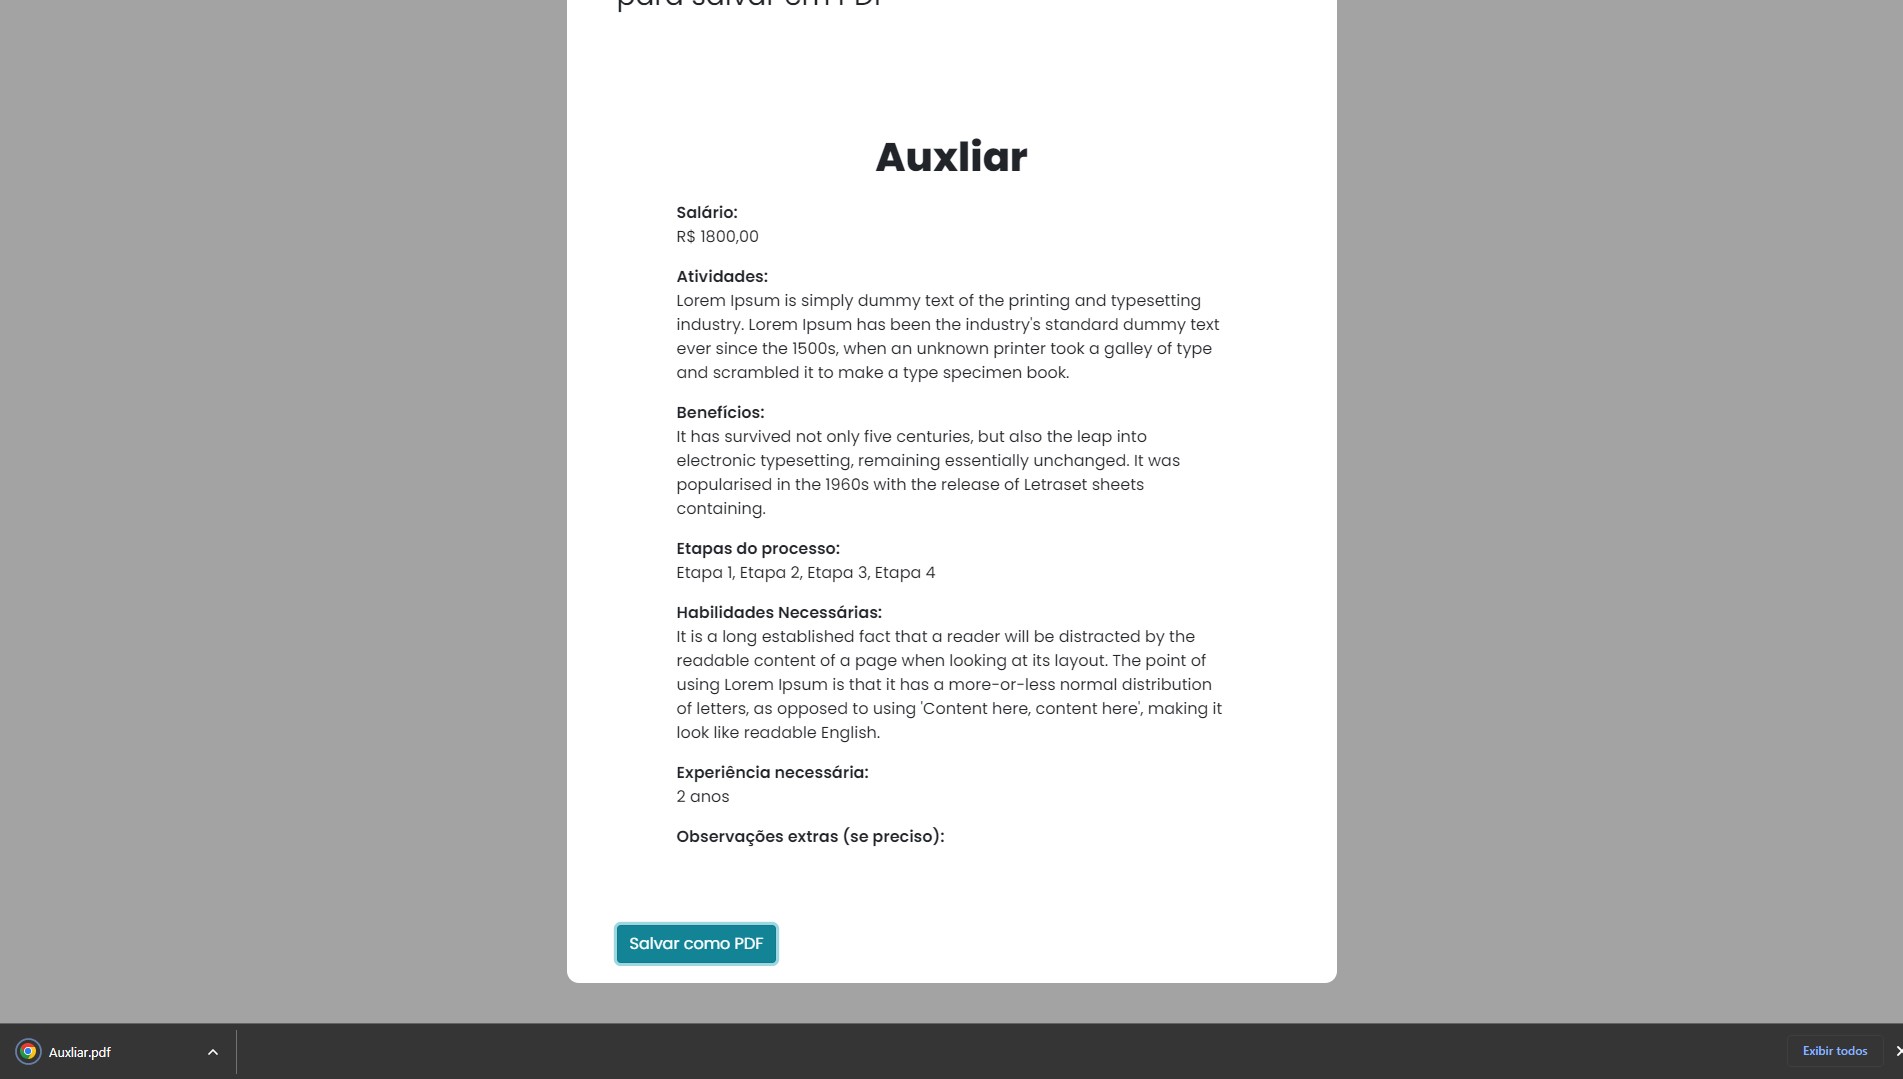 para salvar em PDF
Auxliar
Salário:
R$ 1800,00
Atividades:
Lorem Ipsum is simply dummy text of the printing and typesetting
industry. Lorem Ipsum has been the industry's standard dummy text
ever since the 1500s, when an unknown printer took a galley of type
and scrambled it to make a type specimen book.
Benefícios:
It has survived not only five centuries, but also the leap into
electronic typesetting, remaining essentially unchanged. It was
popularised in the 1960s with the release of Letraset sheets
containing.
Etapas do processo:
Etapa 1, Etapa 2, Etapa 3, Etapa 4
Habilidades Necessárias:
It is a long established fact that a reader will be distracted by the
readable content of a page when looking at its layout. The point of
using Lorem Ipsum is that it has a more-or-less normal distribution
of letters, as opposed to using 'Content here, content here', making it
look like readable English.
Experiência necessária:
2 anos
Observações extras (se preciso):
Salvar como PDF
Auxliar.pdf
Exibir todos